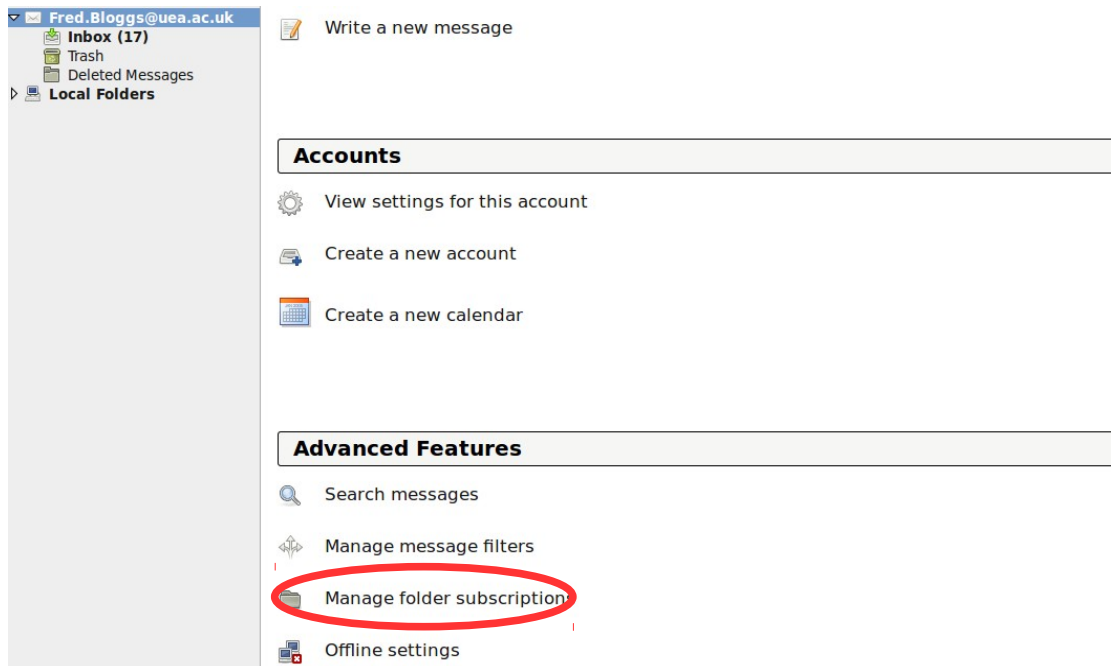 Fred.Bloggs@uea.ac.uk
Inbox (17)
Trash
Deleted Messages
Local Folders
Write a new message
Accounts
View settings for this account
Create a new account
Create a new calendar
Advanced Features
Search messages
Manage message filters
Manage folder subscriptions
Offline settings